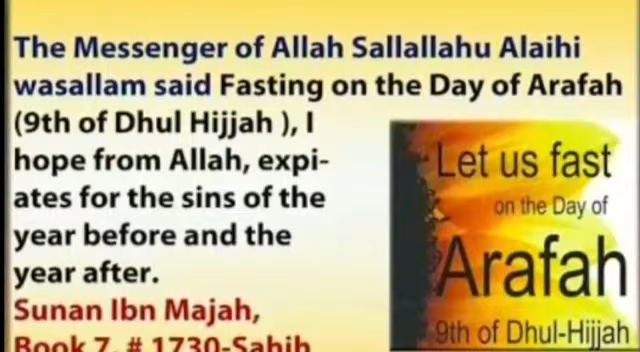 The Messenger of Allah Sallallahu Alaihi
wasallam said Fasting on the Day of Arafah
(9th of Dhul Hijjah ), I
hope from Allah, expi-
ates for the sins of the
year before and the
year after.
Sunan Ibn Majah,
Book 7, # 1730-Sahih
Let us fast
on the Day of
Arafah
9th of Dhul-Hijjah